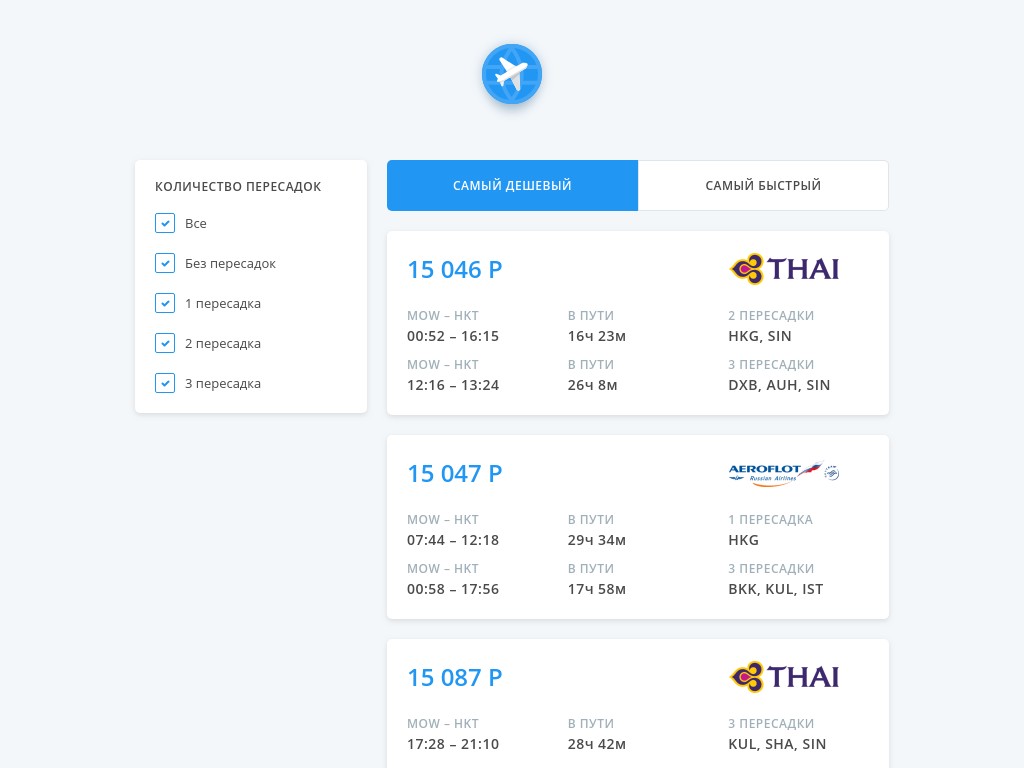 КОЛИЧЕСТВО ПЕРЕСАДОК
Все
Без пересадок
1 пересадка
2 пересадка
3 пересадка
САМЫЙ ДЕШЕВЫЙ
САМЫЙ БЫСТРЫЙ
15 046 Р
THAI
MOW – HKT
В ПУТИ
2 ПЕРЕСАДКИ
00:52 – 16:15
16ч 23м
HKG, SIN
MOW – HKT
В ПУТИ
3 ПЕРЕСАДКИ
12:16 – 13:24
26ч 8м
DXB, AUH, SIN
15 047 Р
AEROFLOT
Russian Airlines
MOW – HKT
В ПУТИ
1 ПЕРЕСАДКА
07:44 – 12:18
29ч 34м
HKG
MOW – HKT
В ПУТИ
3 ПЕРЕСАДКИ
00:58 – 17:56
17ч 58м
BKK, KUL, IST
15 087 Р
THAI
MOW – HKT
В ПУТИ
3 ПЕРЕСАДКИ
17:28 – 21:10
28ч 42м
KUL, SHA, SIN